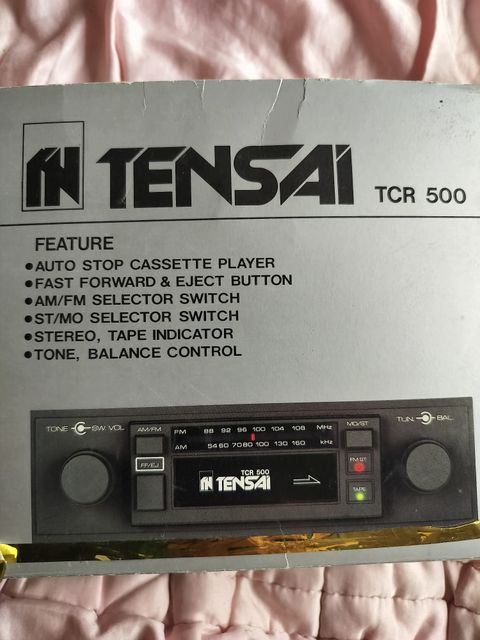 TENSAI TCR 500
FEATURE
•AUTO STOP CASSETTE PLAYER
•FAST FORWARD & EJECT BUTTON
•AM/FM SELECTOR SWITCH
•ST/MO SELECTOR SWITCH
•STEREO, TAPE INDICATOR
•TONE, BALANCE CONTROL
TONE SW. VOL AM/FM FM 88 92 96 100 104 108 MHz MO/ST TUN BAL
AM 54 60 70 80 100 130 160 kHz
FF/EJ TCR 500 FM ST
TENSAI TAPE